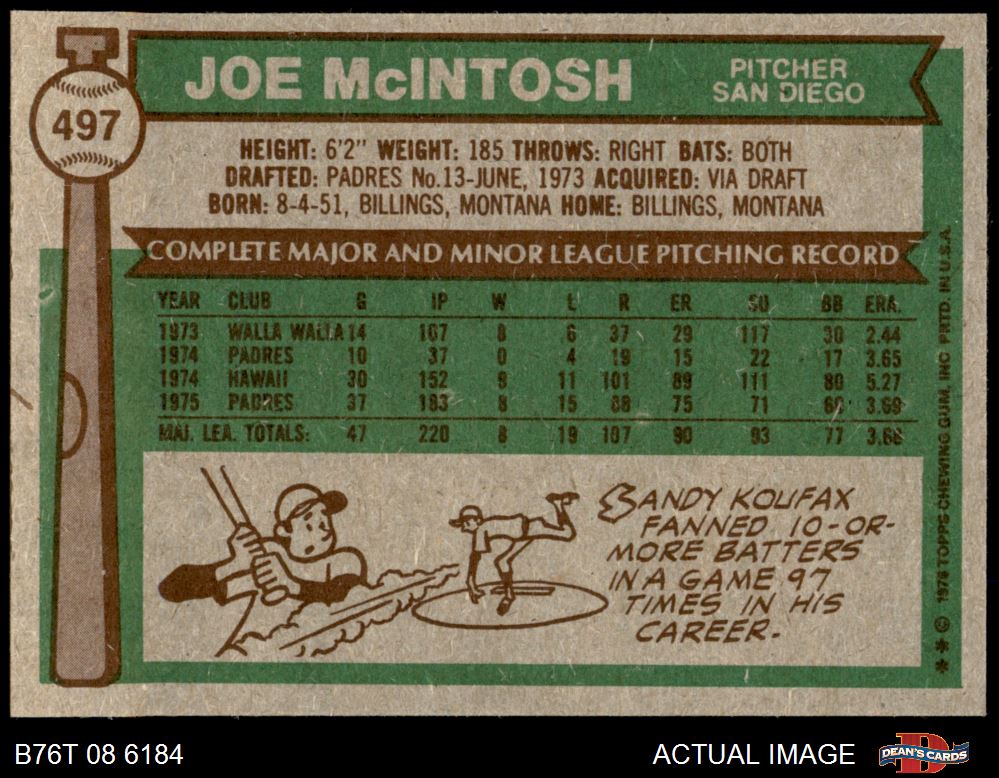 JOE McINTOSH
PITCHER
SAN DIEGO
497
HEIGHT: 6'2" WEIGHT: 185 THROWS: RIGHT BATS: BOTH
DRAFTED: PADRES No.13-JUNE, 1973 ACQUIRED: VIA DRAFT
BORN: 8-4-51, BILLINGS, MONTANA HOME: BILLINGS, MONTANA
COMPLETE MAJOR AND MINOR LEAGUE PITCHING RECORD
YEAR CLUB G IP W L R ER SO BB ERA.
1973 WALLA WALLA 14 107 8 6 37 29 117 30 2.44
1974 PADRES 10 37 0 4 19 15 22 17 3.65
1974 HAWAII 30 152 9 11 101 89 111 80 5.27
1975 PADRES 37 183 8 15 88 75 71 60 3.69
MAJ. LEA. TOTALS: 47 220 8 19 107 90 93 77 3.68
SANDY KOUFAX
FANNED 10-OR-
MORE BATTERS
IN A GAME 97
TIMES IN HIS
CAREER.
** © 1976 TOPPS CHEWING GUM, INC PRTD. IN U.S.A.
B76T 08 6184
ACTUAL IMAGE
D
DEAN'S CARDS